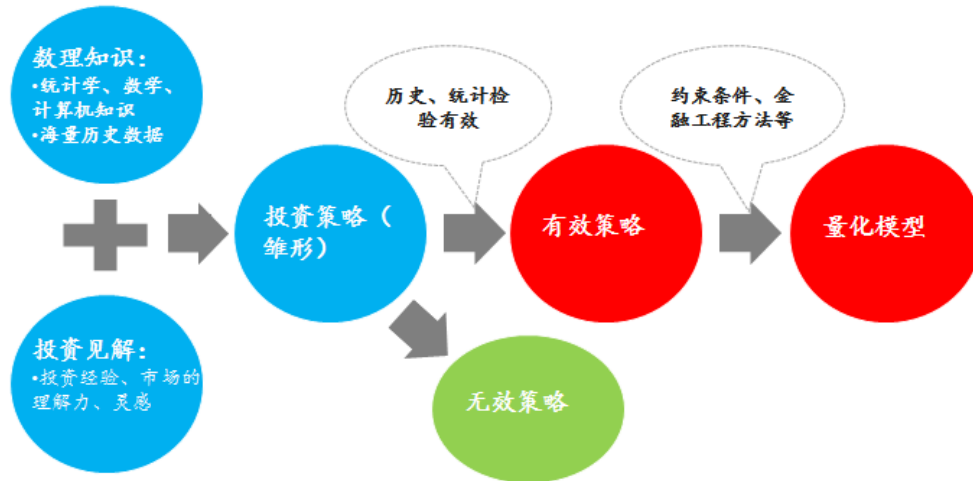 数理知识：
•统计学、数学、
计算机知识
•海量历史数据
投资见解：
•投资经验、市场的
理解力、灵感
投资策略（
雏形）
历史、统计检
验有效
有效策略
无效策略
约束条件、金
融工程方法等
量化模型